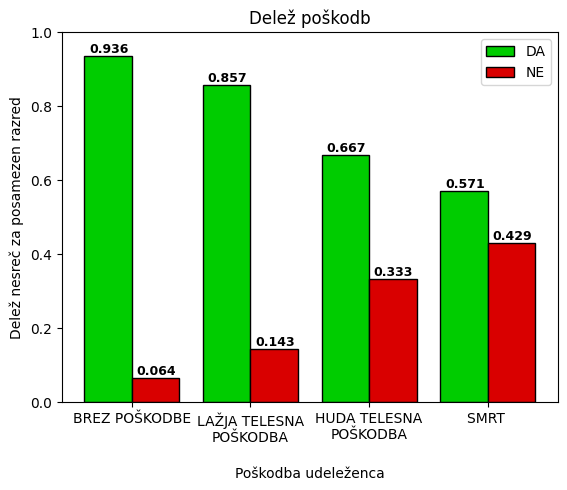 Delež poškodb
DA
NE
0.936
0.064
0.857
0.143
0.667
0.333
0.571
0.429
Delež nesreč za posamezen razred
1.0
0.8
0.6
0.4
0.2
0.0
BREZ POŠKODBE
LAŽJA TELESNA
POŠKODBA
HUDA TELESNA
POŠKODBA
SMRT
Poškodba udeleženca